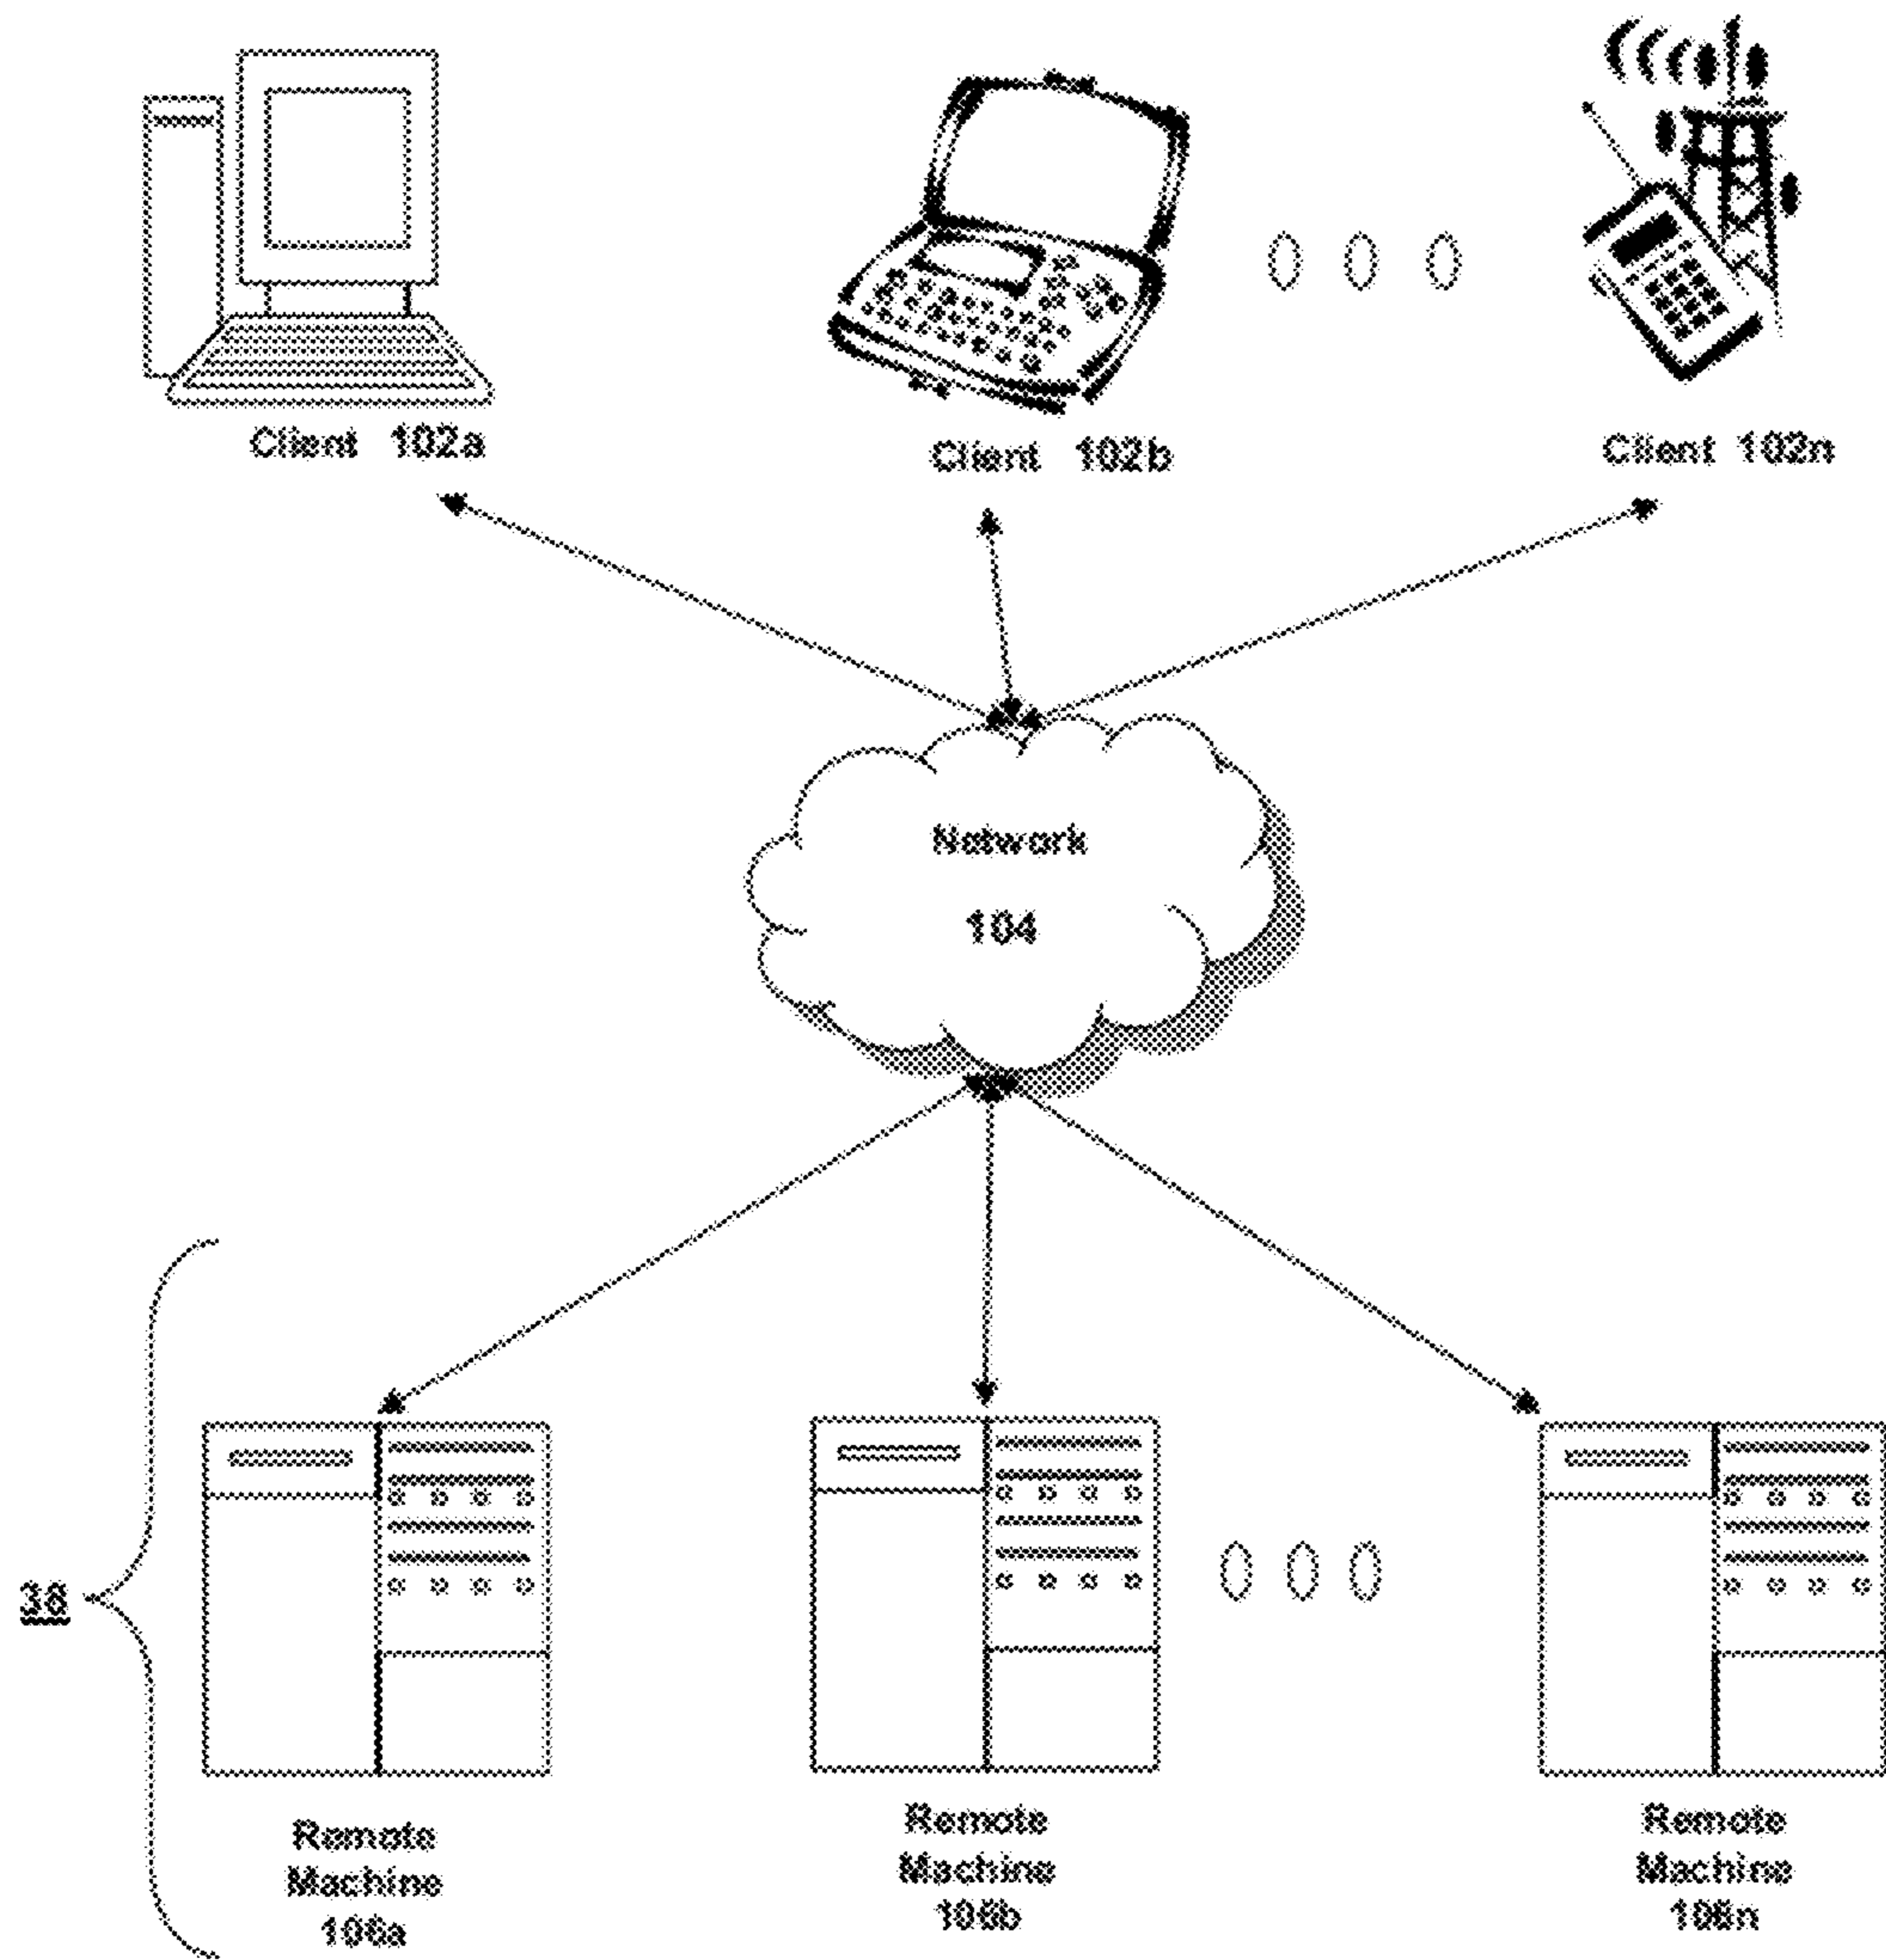 Client 102a
Client 102b
Client 102n
Network
104
38
Remote
Machine
106a
Remote
Machine
106b
Remote
Machine
106n